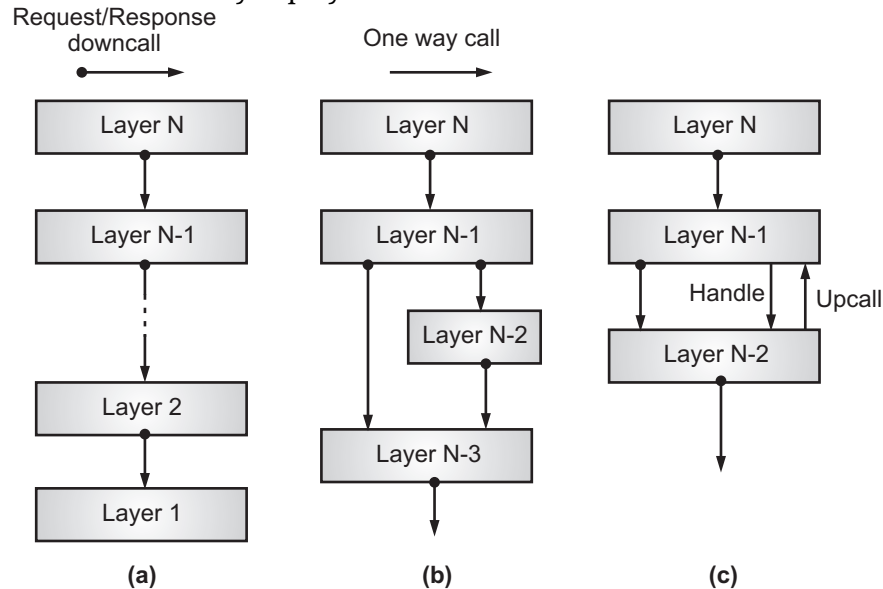 Request/Response
downcall
One way call
Layer N
Layer N-1
Layer 2
Layer 1
(a)
Layer N
Layer N-1
Layer N-2
Layer N-3
(b)
Layer N
Layer N-1
Handle
Upcall
Layer N-2
(c)